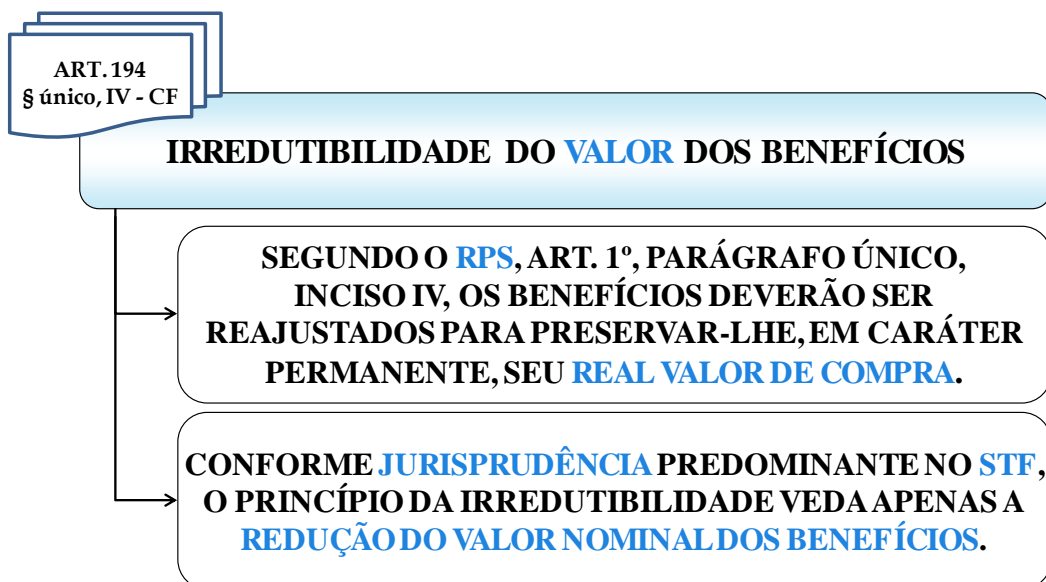 ART. 194
§ único, IV - CF
IRREDUTIBILIDADE DO VALOR DOS BENEFÍCIOS
SEGUNDO O RPS, ART. 1º, PARÁGRAFO ÚNICO,
INCISO IV, OS BENEFÍCIOS DEVERÃO SER
REAJUSTADOS PARA PRESERVAR-LHE, EM CARÁTER
PERMANENTE, SEU REAL VALOR DE COMPRA.
CONFORME JURISPRUDÊNCIA PREDOMINANTE NO STF,
O PRINCÍPIO DA IRREDUTIBILIDADE VEDA APENAS A
REDUÇÃO DO VALOR NOMINAL DOS BENEFÍCIOS.